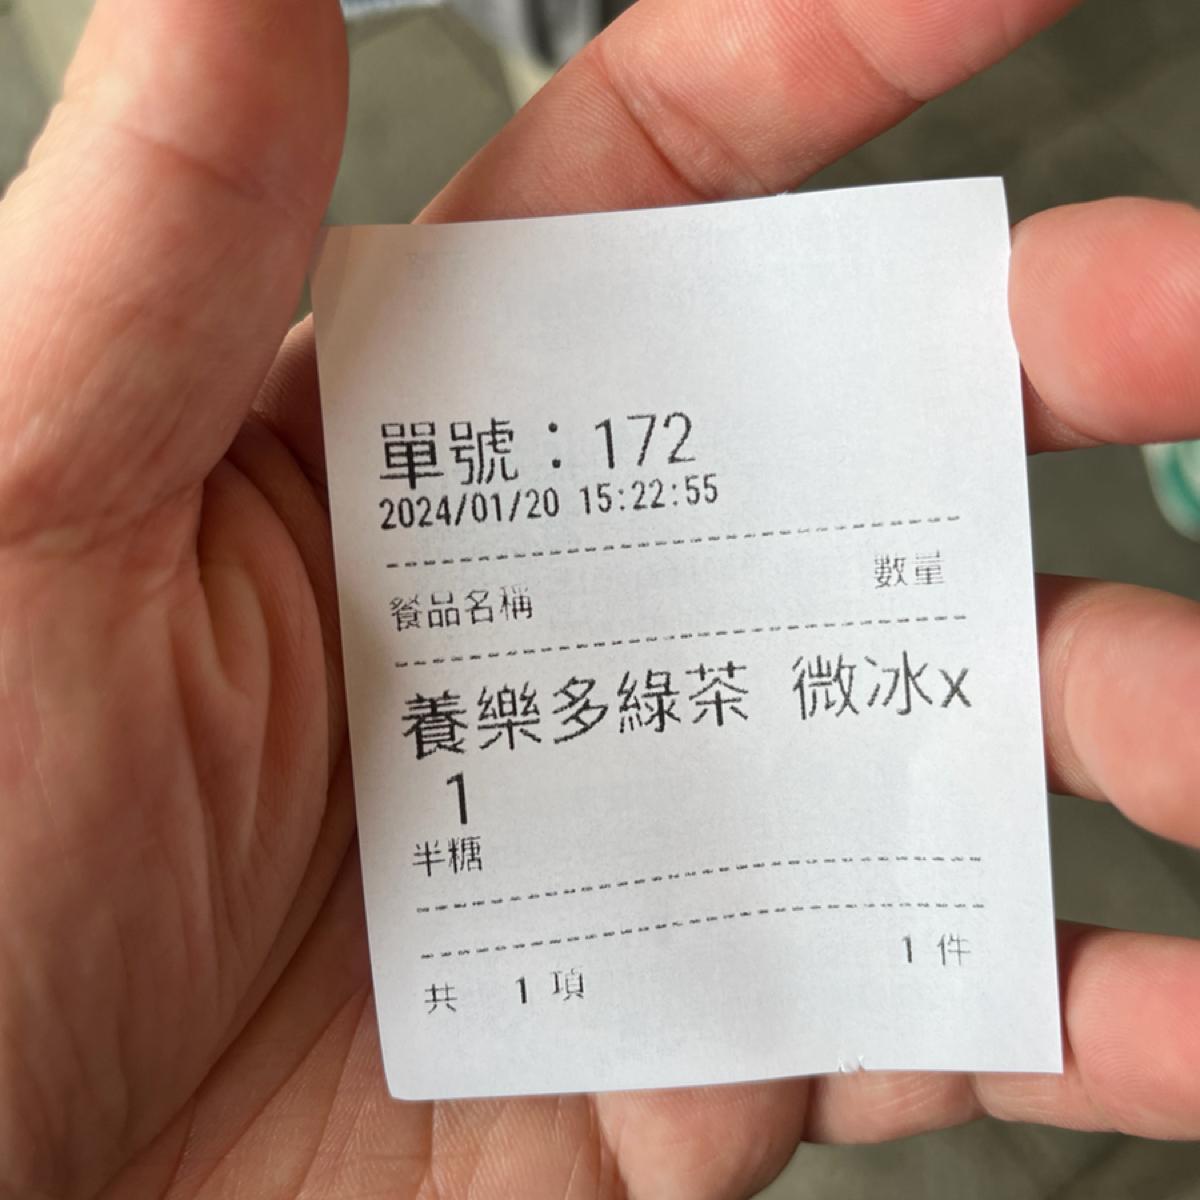 單號：172
2024/01/20 15:22:55
餐品名稱 數量
養樂多綠茶 微冰x
1
半糖
共 1 項 1 件